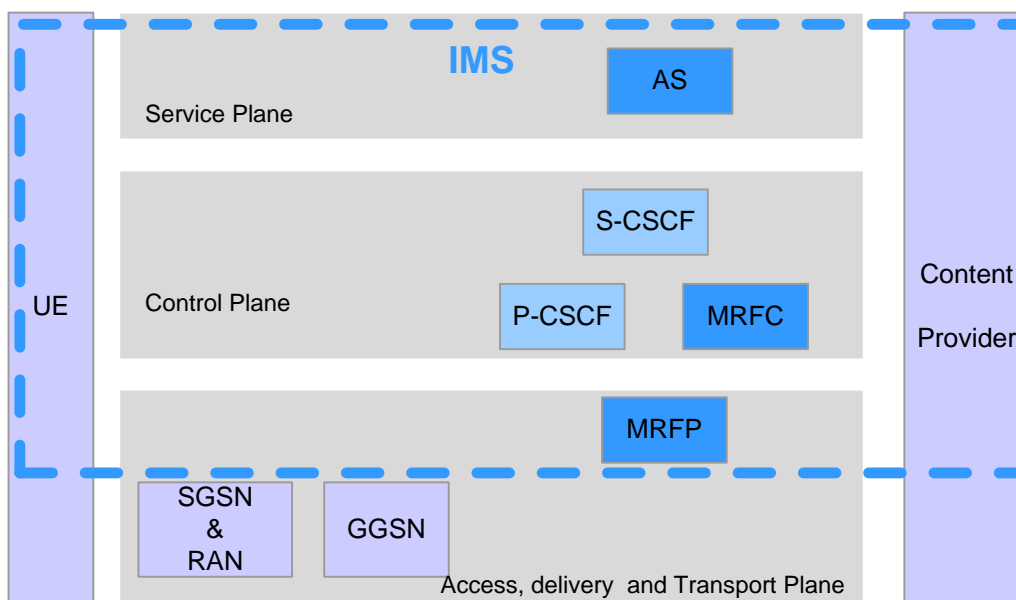 IMS
AS
Service Plane
S-CSCF
Control Plane
P-CSCF
MRFC
UE
Content
Provider
MRFP
SGSN
&
RAN
GGSN
Access, delivery  and Transport Plane